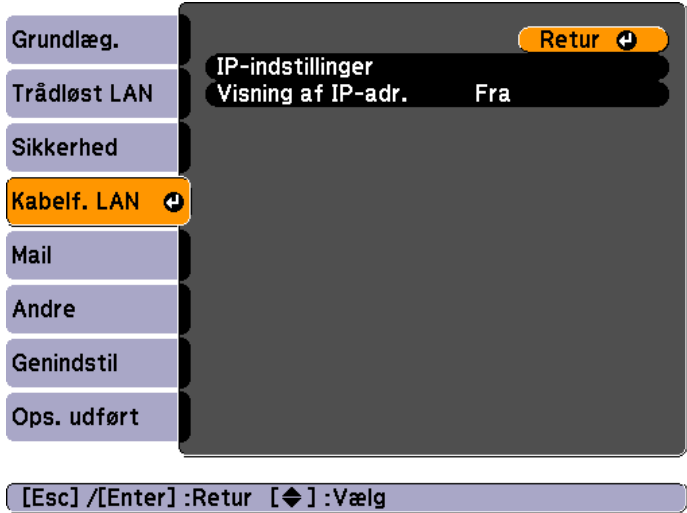 Grundlæg.
Trådløst LAN
Sikkerhed
Kabelf. LAN
Mail
Andre
Genindstil
Ops. udført
Retur
IP-indstillinger
Visning af IP-adr. Fra
[Esc] /[Enter] :Retur [◆] :Vælg